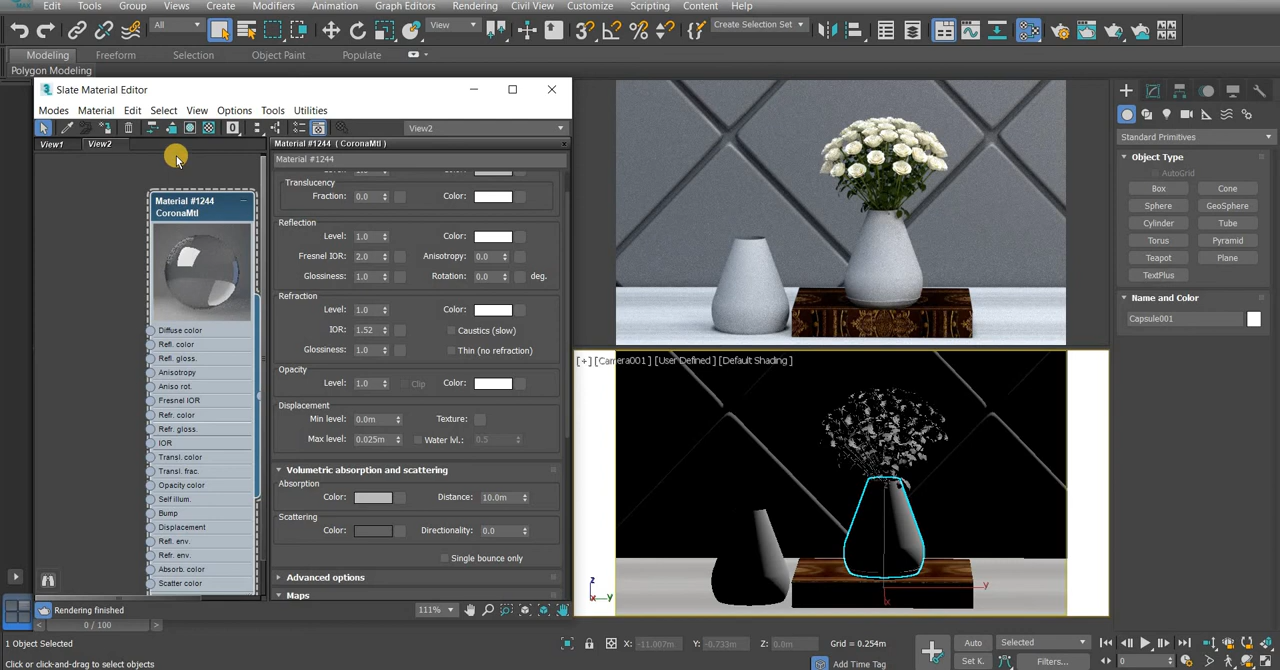 Edit Tools Group Views Create Modifiers Animation Graph Editors Rendering Civil View Customize Scripting Content Help
All View Create Selection Set
Modeling Freeform Selection Object Paint Populate
Polygon Modeling
Slate Material Editor
Modes Material Edit Select View Options Tools Utilities
0 View2
View1 View2
Material #1244
CoronaMtl
Diffuse color
Refl. color
Refl. gloss.
Anisotropy
Aniso rot.
Fresnel IOR
Refr. color
Refr. gloss.
IOR
Transl. color
Transl. frac.
Opacity color
Self illum.
Bump
Displacement
Refl. env.
Refr. env.
Absorb. color
Scatter color
Material #1244 ( CoronaMtl )
Material #1244
Translucency
Fraction: 0.0 Color:
Reflection
Level: 1.0 Color:
Fresnel IOR: 2.0 Anisotropy: 0.0
Glossiness: 1.0 Rotation: 0.0 deg.
Refraction
Level: 1.0 Color:
IOR: 1.52 Caustics (slow)
Glossiness: 1.0 Thin (no refraction)
Opacity
Level: 1.0 Clip Color:
Displacement
Min level: 0.0m Texture:
Max level: 0.025m Water lvl.: 0.5
Volumetric absorption and scattering
Absorption
Color: Distance: 10.0m
Scattering
Color: Directionality: 0.0
Single bounce only
Advanced options
Maps
Rendering finished 111%
[+] [Camera001 ] [User Defined ] [Default Shading ]
z
y
x
x y
Standard Primitives
Object Type
AutoGrid
Box Cone
Sphere GeoSphere
Cylinder Tube
Torus Pyramid
Teapot Plane
TextPlus
Name and Color
Capsule001
0 / 100
1 Object Selected X: -11.007m Y: -0.733m Z: 0.0m Grid = 0.254m Auto Selected
Click or click-and-drag to select objects Add Time Tag Set K. Filters... 0